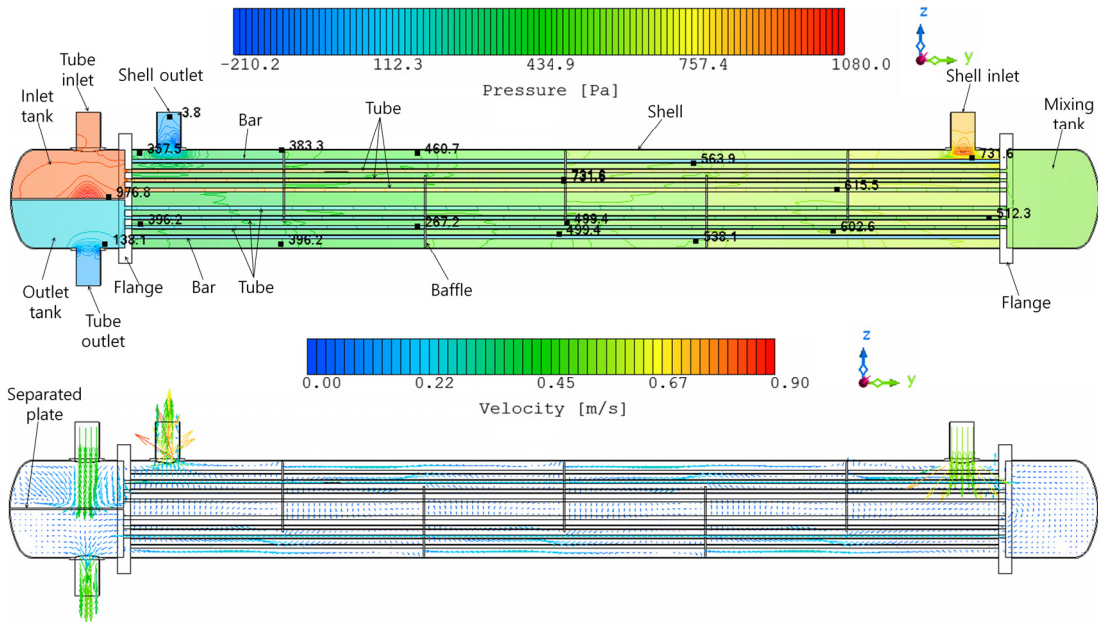 -210.2 112.3 434.9 757.4 1080.0
Pressure [Pa]
z
y
Tube
inlet
Shell outlet
Shell inlet
Inlet
tank
-3.8
Bar
Tube
Shell
Mixing
tank
357.5
383.3
460.7
563.9
731.6
976.8
731.6
615.5
396.2
267.2
499.4
499.4
512.3
138.1
396.2
538.1
602.6
Outlet
tank
Tube
outlet
Flange
Bar
Tube
Baffle
Flange
0.00 0.22 0.45 0.67 0.90
Velocity [m/s]
z
y
Separated
plate